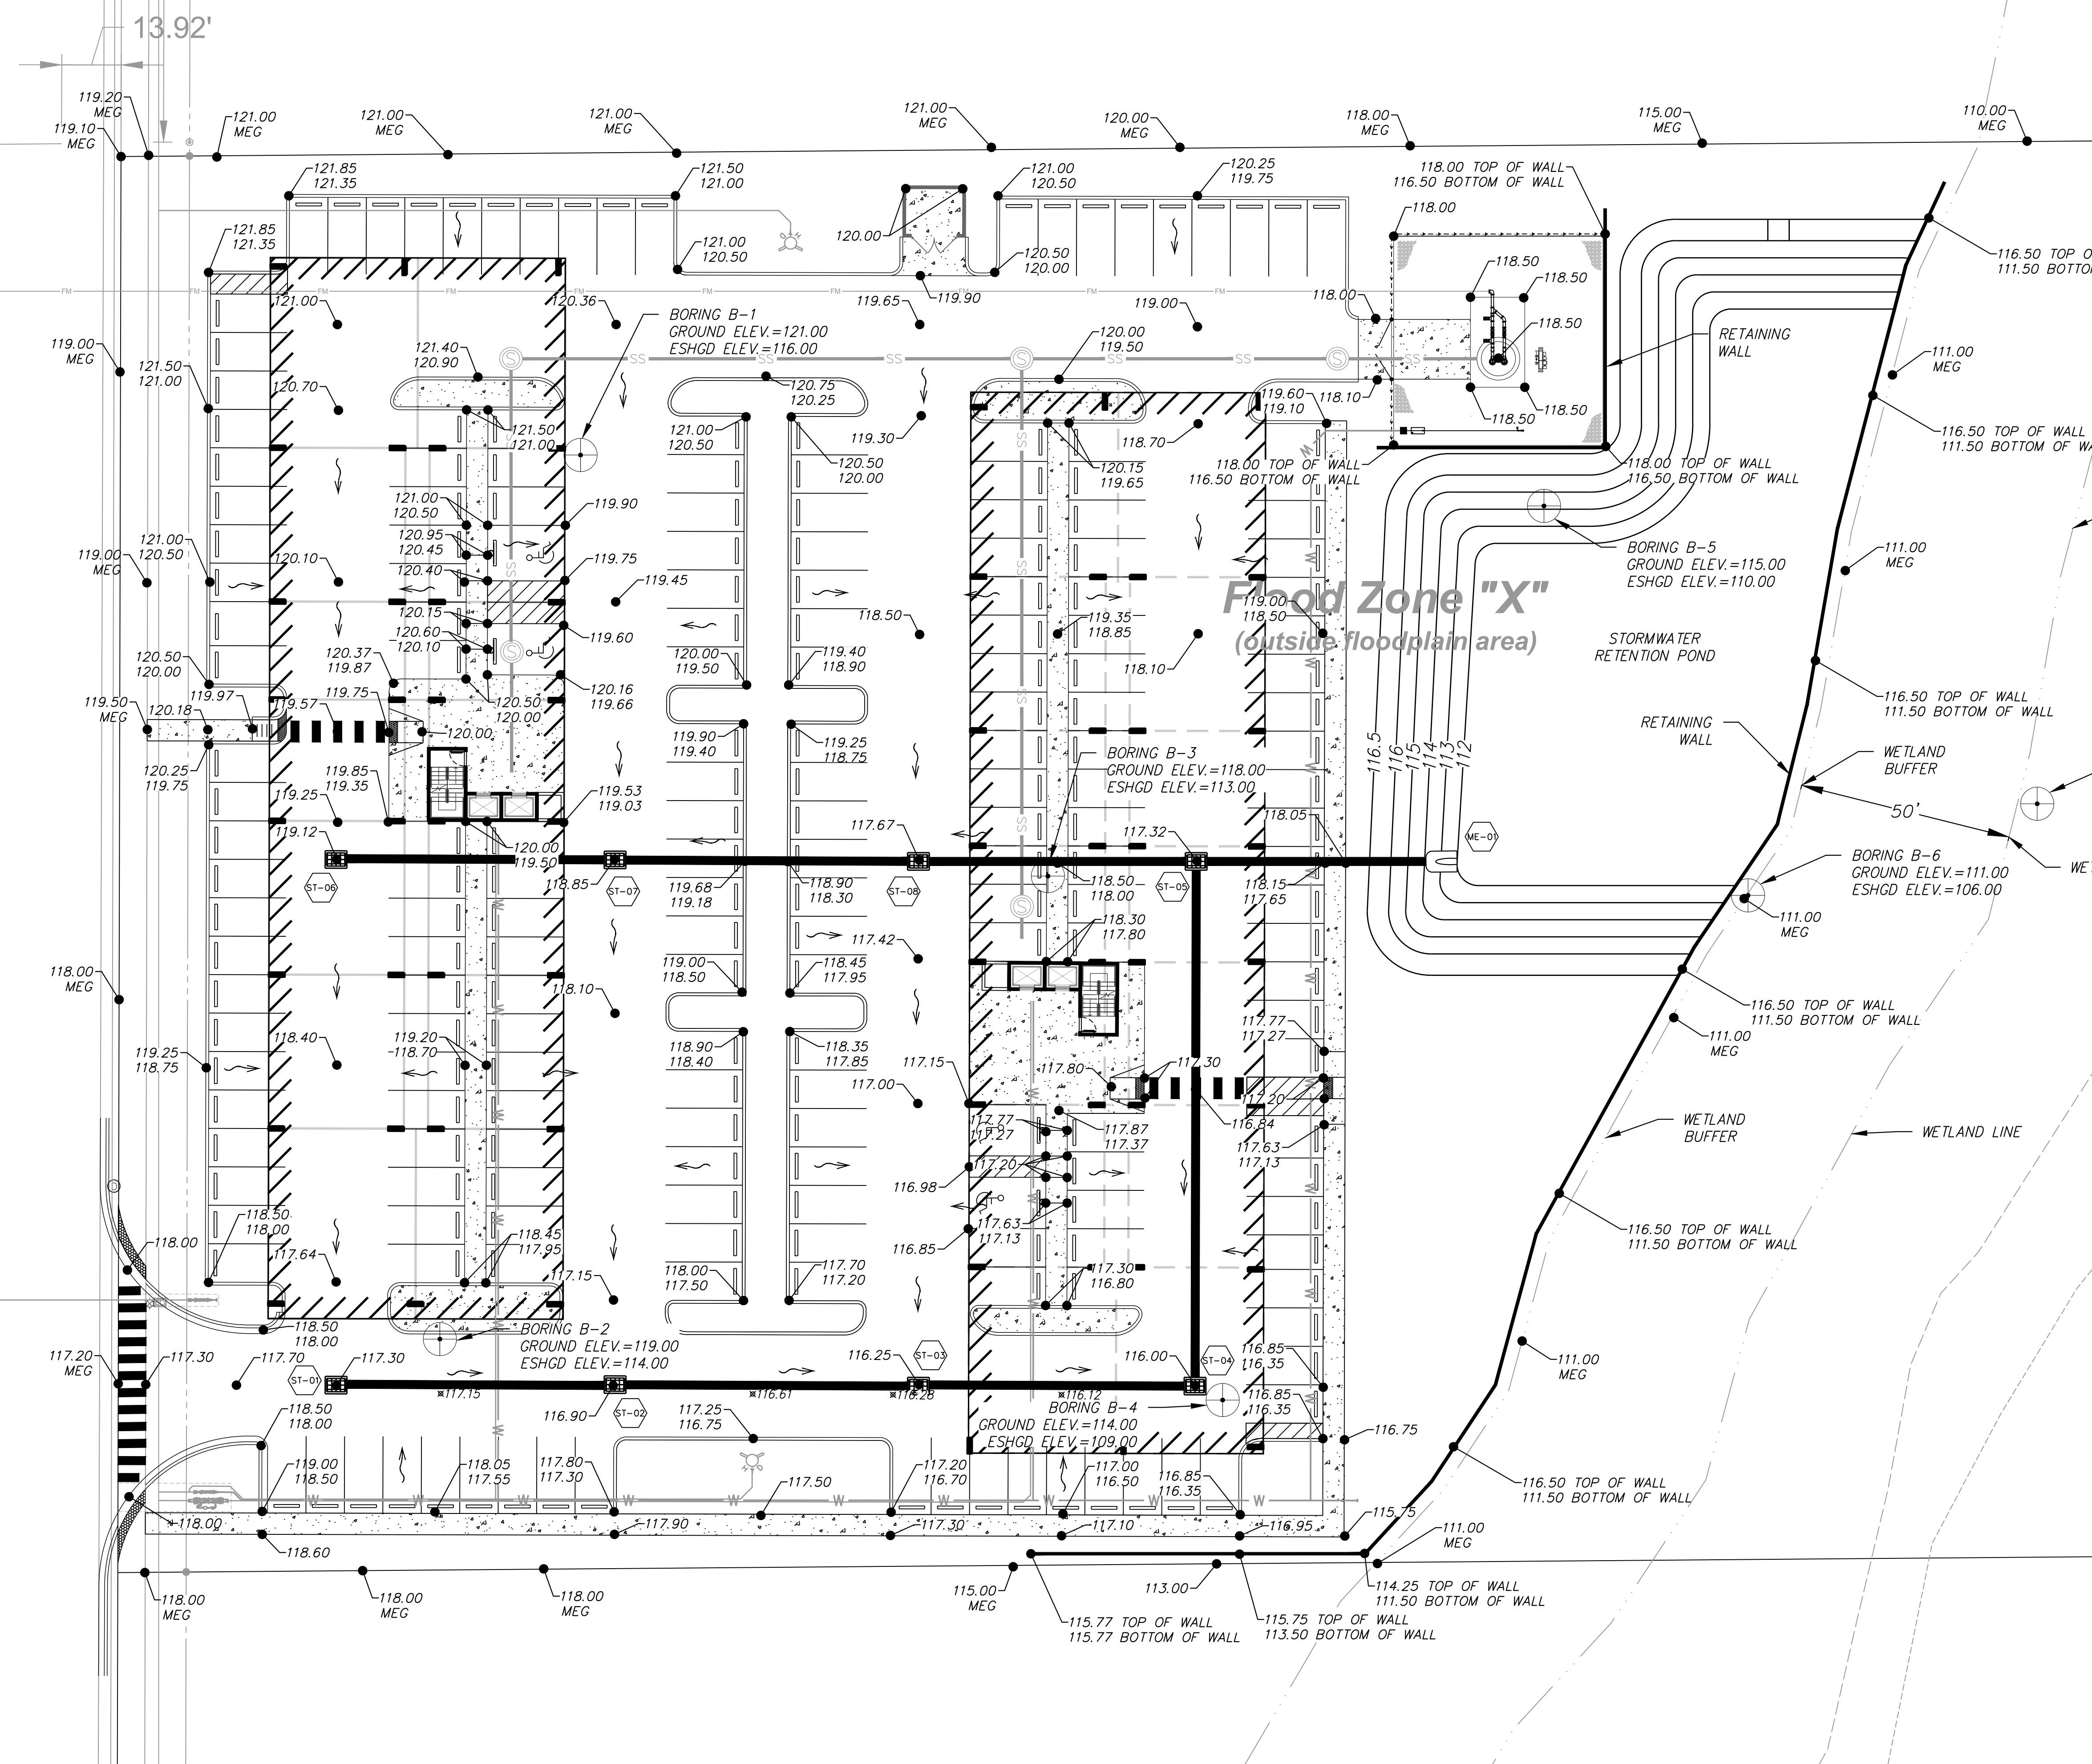 13.92'
119.20
MEG
119.10
MEG
121.00
MEG
121.00
MEG
121.00
MEG
121.00
MEG
120.00
MEG
118.00
MEG
115.00
MEG
110.00
MEG
121.85
121.35
121.50
121.00
121.00
120.50
120.25
119.75
118.00 TOP OF WALL
116.50 BOTTOM OF WALL
118.00
120.00
121.85
121.35
121.00
120.50
120.50
120.00
119.90
118.50
118.50
116.50 TOP O
111.50 BOTTO
FM
FM
FM
FM
FM
FM
FM
FM
FM
FM
121.00
120.36
119.65
119.00
118.00
118.50
BORING B-1
GROUND ELEV.=121.00
ESHGD ELEV.=116.00
120.00
119.50
RETAINING
WALL
119.00
MEG
121.40
120.90
S
SS
SS
SS
S
SS
SS
S
SS
111.00
MEG
121.50
121.00
120.70
120.75
120.25
119.60
119.10
118.10
118.50
118.50
121.50
121.00
121.00
120.50
119.30
118.70
120.50
120.00
120.15
119.65
118.00 TOP OF WALL
116.50 BOTTOM OF WALL
118.00 TOP OF WALL
116.50 BOTTOM OF WALL
116.50 TOP OF WALL
111.50 BOTTOM OF WA
SS
121.00
120.50
119.90
120.95
120.45
119.00
MEG
121.00
120.50
120.10
120.40
119.75
119.45
BORING B-5
GROUND ELEV.=115.00
ESHGD ELEV.=110.00
111.00
MEG
Flood Zone "X"
(outside floodplain area)
119.00
118.50
120.15
120.60
120.10
119.60
118.50
119.35
118.85
118.10
STORMWATER
RETENTION POND
120.50
120.00
120.37
119.87
120.00
119.50
119.40
118.90
120.16
119.66
119.50
MEG
120.18
119.97
119.57
119.75
120.50
120.00
120.00
116.50 TOP OF WALL
111.50 BOTTOM OF WALL
119.90
119.40
119.25
118.75
BORING B-3
GROUND ELEV.=118.00
ESHGD ELEV.=113.00
116.5
116
115
114
113
112
RETAINING
WALL
WETLAND
BUFFER
50'
120.25
119.75
119.85
119.35
119.25
119.53
119.03
119.12
120.00
119.50
117.67
117.32
118.05
ME-01
ST-06
118.85
ST-07
119.68
119.18
118.90
118.30
ST-08
118.50
118.00
ST-05
118.15
117.65
BORING B-6
GROUND ELEV.=111.00
ESHGD ELEV.=106.00
WE
118.30
117.80
111.00
MEG
117.42
118.00
MEG
118.10
119.00
118.50
118.45
117.95
116.50 TOP OF WALL
111.50 BOTTOM OF WALL
111.00
MEG
117.77
117.27
119.25
118.75
118.40
119.20
118.70
118.90
118.40
118.35
117.85
117.15
117.00
117.80
117.30
117.20
116.84
117.77
117.27
117.87
117.37
117.63
117.13
WETLAND
BUFFER
WETLAND LINE
117.20
116.98
117.63
117.13
116.85
118.50
118.00
118.00
117.64
118.45
117.95
117.15
118.00
117.50
117.70
117.20
117.30
116.80
116.50 TOP OF WALL
111.50 BOTTOM OF WALL
D
118.50
118.00
BORING B-2
GROUND ELEV.=119.00
ESHGD ELEV.=114.00
117.20
MEG
117.30
117.70
ST-01
117.30
116.25
ST-03
116.00
ST-04
116.85
116.35
111.00
MEG
117.15
116.90
ST-02
116.61
116.28
116.12
BORING B-4
GROUND ELEV.=114.00
ESHGD ELEV.=109.00
116.85
116.35
116.75
118.50
118.00
117.25
116.75
119.00
118.50
118.05
117.55
117.80
117.30
117.50
117.20
116.70
117.00
116.50
116.85
116.35
116.50 TOP OF WALL
111.50 BOTTOM OF WALL
W
W
W
W
W
W
W
W
W
W
118.00
118.60
117.90
117.30
117.10
116.95
115.75
111.00
MEG
118.00
MEG
118.00
MEG
118.00
MEG
115.00
MEG
113.00
114.25 TOP OF WALL
111.50 BOTTOM OF WALL
115.77 TOP OF WALL
115.77 BOTTOM OF WALL
115.75 TOP OF WALL
113.50 BOTTOM OF WALL